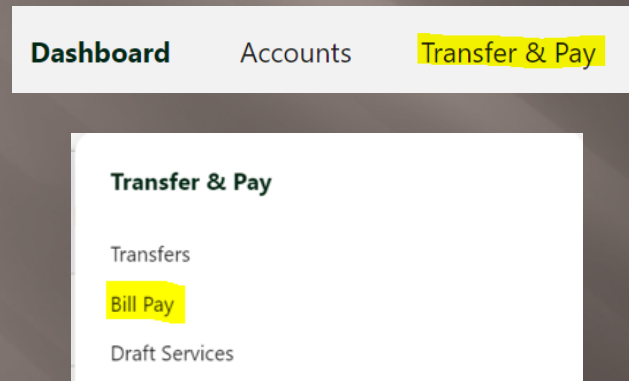 Dashboard Accounts Transfer & Pay
Transfer & Pay
Transfers
Bill Pay
Draft Services